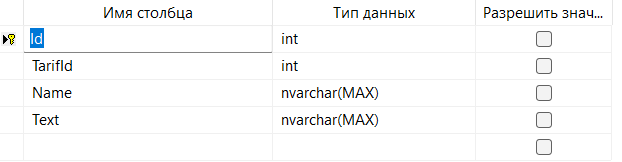 Имя столбца Тип данных Разрешить знач...
Id int
TarifId int
Name nvarchar(MAX)
Text nvarchar(MAX)